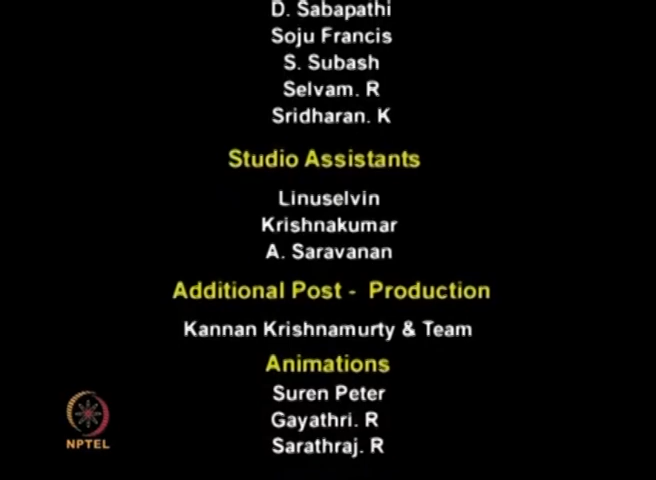 D. Sabapathi
Soju Francis
S. Subash
Selvam. R
Sridharan. K
Studio Assistants
Linuselvin
Krishnakumar
A. Saravanan
Additional Post - Production
Kannan Krishnamurty & Team
Animations
Suren Peter
Gayathri. R
Sarathraj. R
NPTEL